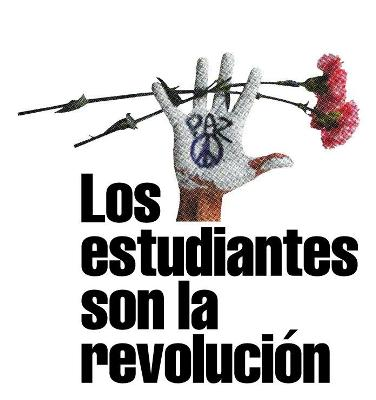 PAZ
Los
estudiantes
son la
revolución